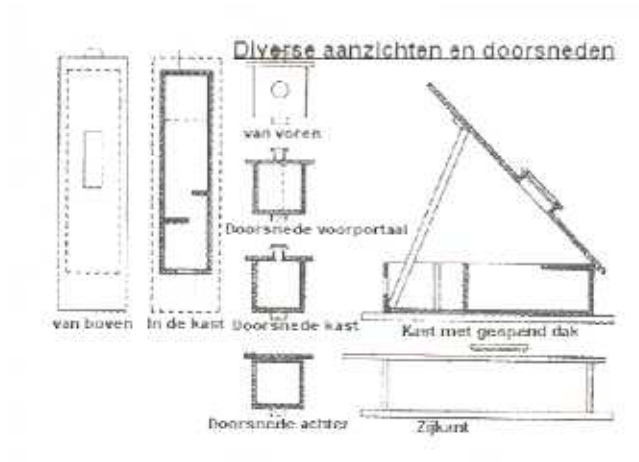 Diverse aanzichten en doorsneden
van voren
Doorsnede voorportaal
van boven
In de kast
Doorsnede kast
Kast met geopend dak
Doorsnede achter
Zijkant